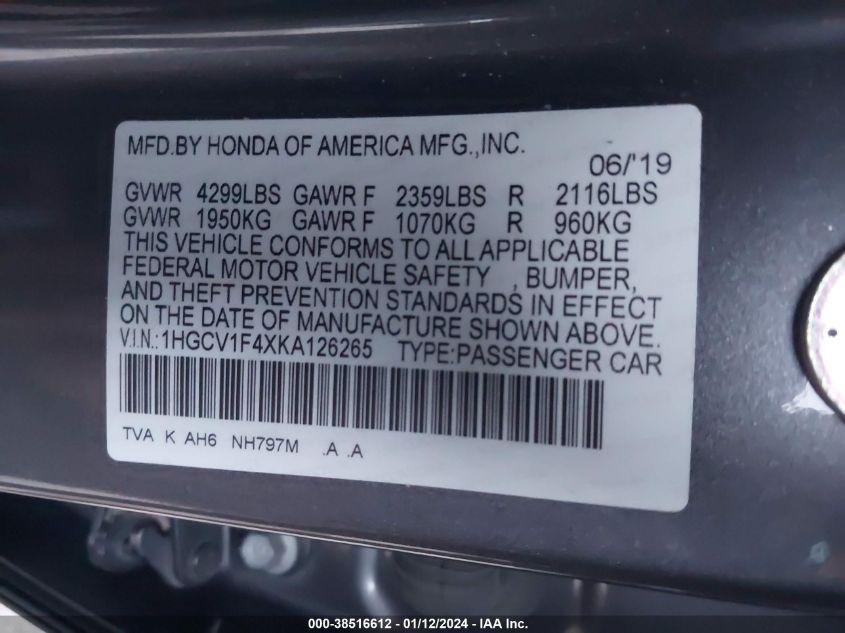 MFD.BY HONDA OF AMERICA MFG.,INC.
06/'19
GVWR 4299LBS GAWR F 2359LBS R 2116LBS
GVWR 1950KG GAWR F 1070KG R 960KG
THIS VEHICLE CONFORMS TO ALL APPLICABLE
FEDERAL MOTOR VEHICLE SAFETY , BUMPER,
AND THEFT PREVENTION STANDARDS IN EFFECT
ON THE DATE OF MANUFACTURE SHOWN ABOVE.
V.I.N.:1HGCV1F4XKA126265 TYPE:PASSENGER CAR
TVA K AH6 NH797M .A .A
000-38516612 - 01/12/2024 - IAA Inc.